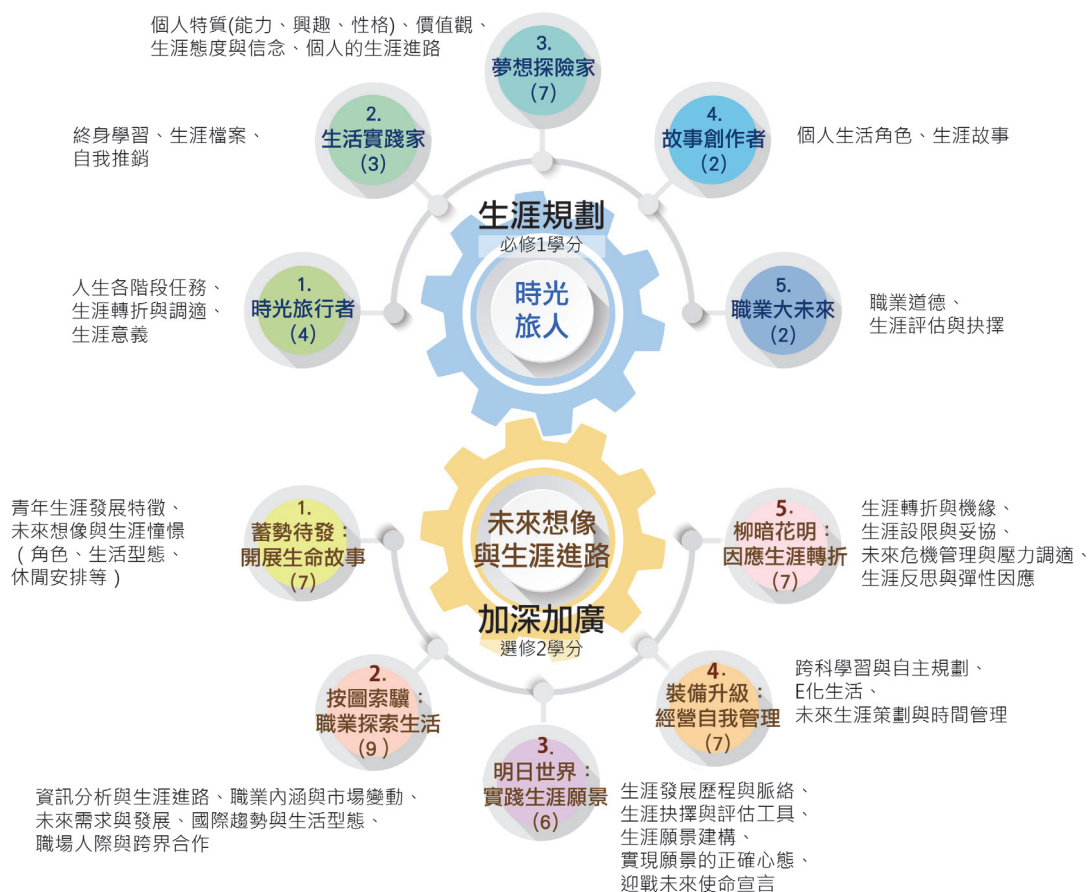 個人特質(能力、興趣、性格)、價值觀、
生涯態度與信念、個人的生涯進路
3.
夢想探險家
(7)
2.
生活實踐家
(3)
終身學習、生涯檔案、
自我推銷
4.
故事創作者
(2)
個人生活角色、生涯故事
生涯規劃
必修1學分
時光
旅人
1.
時光旅行者
(4)
人生各階段任務、
生涯轉折與調適、
生涯意義
5.
職業大未來
(2)
職業道德、
生涯評估與抉擇
未來想像
與生涯進路
加深加廣
選修2學分
1.
蓄勢待發：
開展生命故事
(7)
青年生涯發展特徵、
未來想像與生涯憧憬
(角色、生活型態、
休閒安排等)
5.
柳暗花明：
因應生涯轉折
(7)
生涯轉折與機緣、
生涯設限與妥協、
未來危機管理與壓力調適、
生涯反思與彈性因應
2.
按圖索驥：
職業探索生活
(9)
資訊分析與生涯進路、職業內涵與市場變動、
未來需求與發展、國際趨勢與生活型態、
職場人際與跨界合作
4.
裝備升級：
經營自我管理
(7)
跨科學習與自主規劃、
E化生活、
未來生涯策劃與時間管理
3.
明日世界：
實踐生涯願景
(6)
生涯發展歷程與脈絡、
生涯抉擇與評估工具、
生涯願景建構、
實現願景的正確心態、
迎戰未來使命宣言